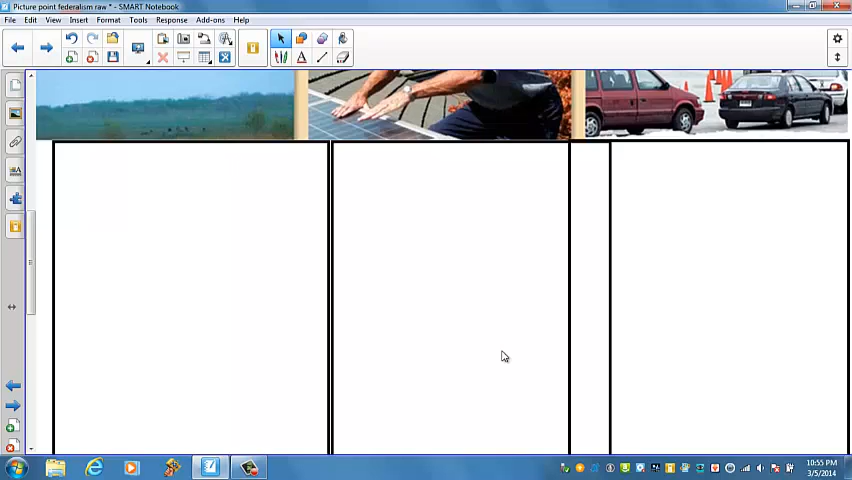 Picture point federalism raw * - SMART Notebook
File Edit View Insert Format Tools Response Add-ons Help
10:55 PM
3/5/2014